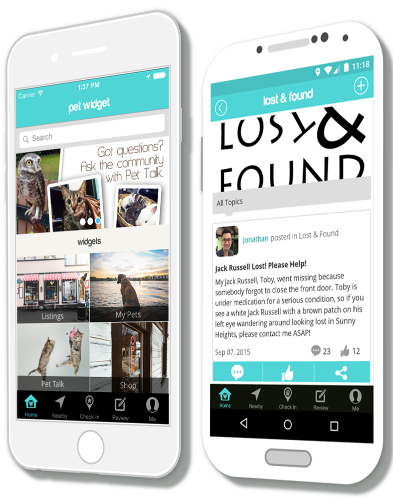 Carrier
1:37 PM
pet widget
Search
Got questions?
Ask the community
with Pet Talk.
widgets
Listings
My Pets
Pet Talk
Shop
Home
Nearby
Check In
Review
Me
11:18
lost & found
LOST &
FOUND
All Topics
Jonathan posted in Lost & Found
Jack Russell Lost! Please Help!
My Jack Russell, Toby, went missing because
somebody forgot to close the front door. Toby is
under medication for a serious condition, so if you
see a white Jack Russell with a brown patch on his
left eye wandering around looking lost in Sunny
Heights, please contact me ASAP!
Sep 07, 2015
23
12
Home
Nearby
Check In
Review
Me